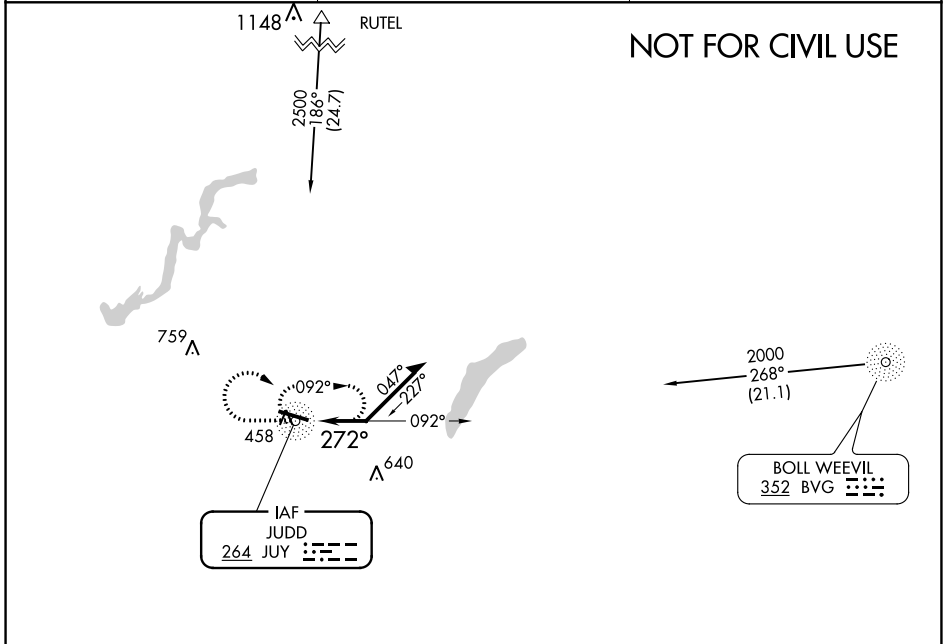 1148
RUTEL
NOT FOR CIVIL USE
2500
186°
(24.7)
759
092°
047°
227°
2000
268°
(21.1)
458
272°
092°
640
BOLL WEEVIL
352 BVG
IAF
JUDD
264 JUY